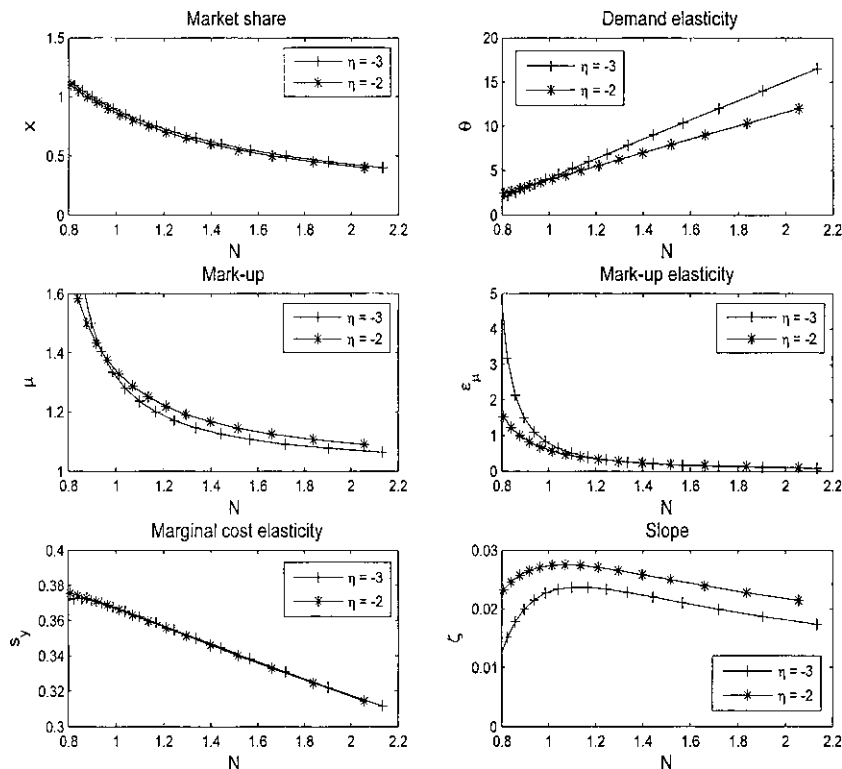 Market share
1.5
1
0.5
0
x
η = -3
η = -2
0.8 1 1.2 1.4 1.6 1.8 2 2.2
N
Demand elasticity
20
15
10
5
0
θ
η = -3
η = -2
0.8 1 1.2 1.4 1.6 1.8 2 2.2
N
Mark-up
1.6
1.4
1.2
1
μ
η = -3
η = -2
0.8 1 1.2 1.4 1.6 1.8 2 2.2
N
Mark-up elasticity
5
4
3
2
1
0
ε_μ
η = -3
η = -2
0.8 1 1.2 1.4 1.6 1.8 2 2.2
N
Marginal cost elasticity
0.4
0.38
0.36
0.34
0.32
0.3
s_y
η = -3
η = -2
0.8 1 1.2 1.4 1.6 1.8 2 2.2
N
Slope
0.03
0.02
0.01
0
ζ
η = -3
η = -2
0.8 1 1.2 1.4 1.6 1.8 2 2.2
N